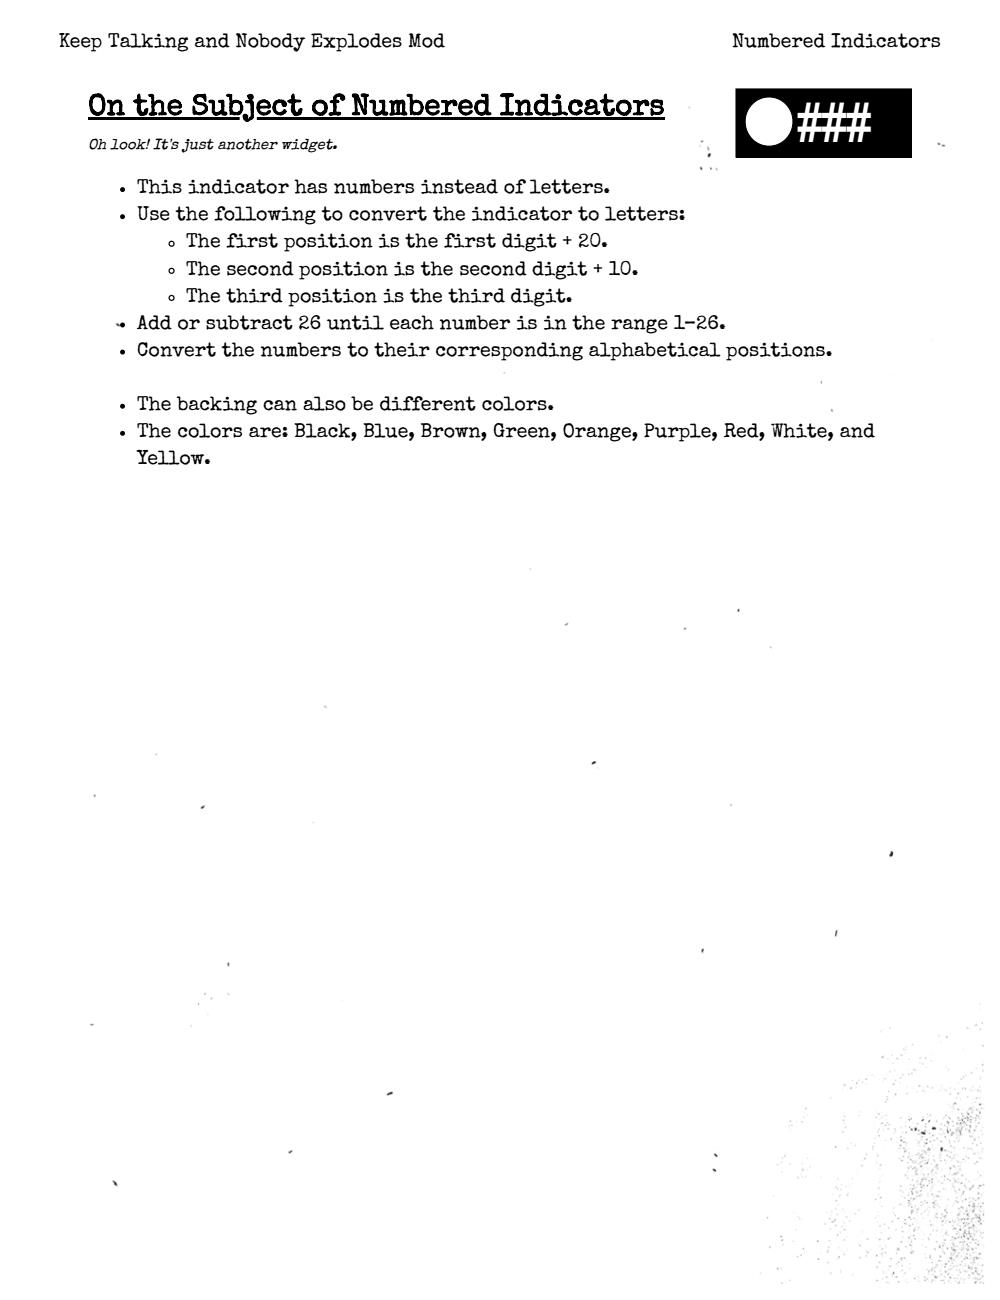 Keep Talking and Nobody Explodes Mod
Numbered Indicators
On the Subject of Numbered Indicators
###
Oh look! It's just another widget.
• This indicator has numbers instead of letters.
• Use the following to convert the indicator to letters:
◦ The first position is the first digit + 20.
◦ The second position is the second digit + 10.
◦ The third position is the third digit.
• Add or subtract 26 until each number is in the range 1-26.
• Convert the numbers to their corresponding alphabetical positions.
• The backing can also be different colors.
• The colors are: Black, Blue, Brown, Green, Orange, Purple, Red, White, and
Yellow.